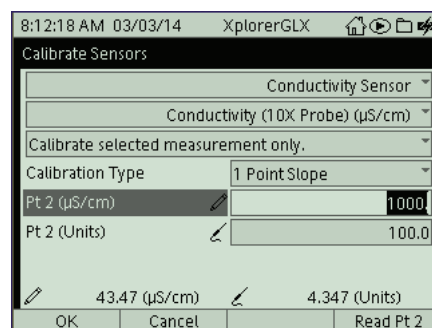 8:12:18 AM 03/03/14 XplorerGLX
Calibrate Sensors
Conductivity Sensor
Conductivity (10X Probe) (µS/cm)
Calibrate selected measurement only.
Calibration Type 1 Point Slope
Pt 2 (µS/cm) 1000.
Pt 2 (Units) 100.0
43.47 (µS/cm) 4.347 (Units)
OK Cancel Read Pt 2